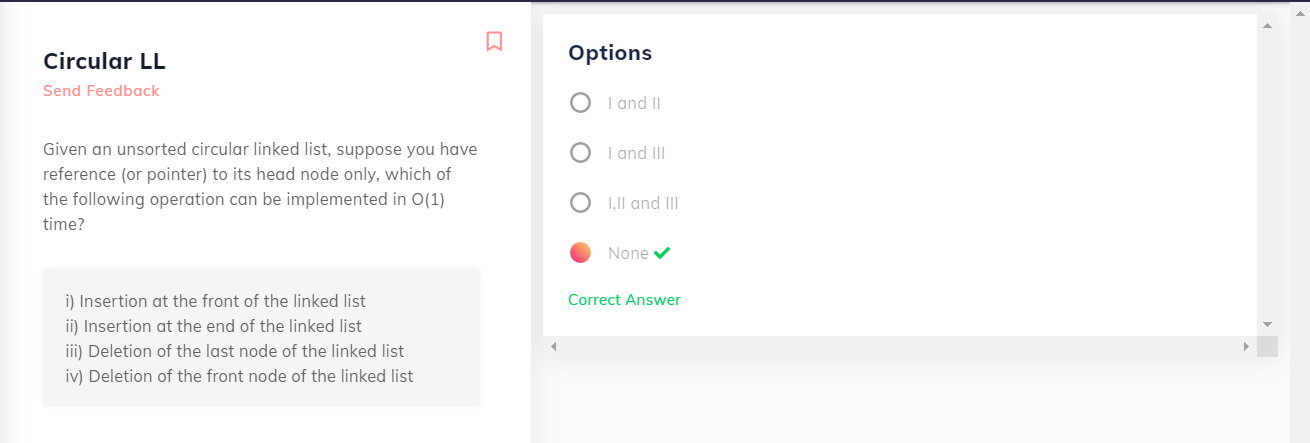 Circular LL
Send Feedback
Given an unsorted circular linked list, suppose you have
reference (or pointer) to its head node only, which of
the following operation can be implemented in O(1)
time?
i) Insertion at the front of the linked list
ii) Insertion at the end of the linked list
iii) Deletion of the last node of the linked list
iv) Deletion of the front node of the linked list
Options
I and II
I and III
I,II and III
None
Correct Answer